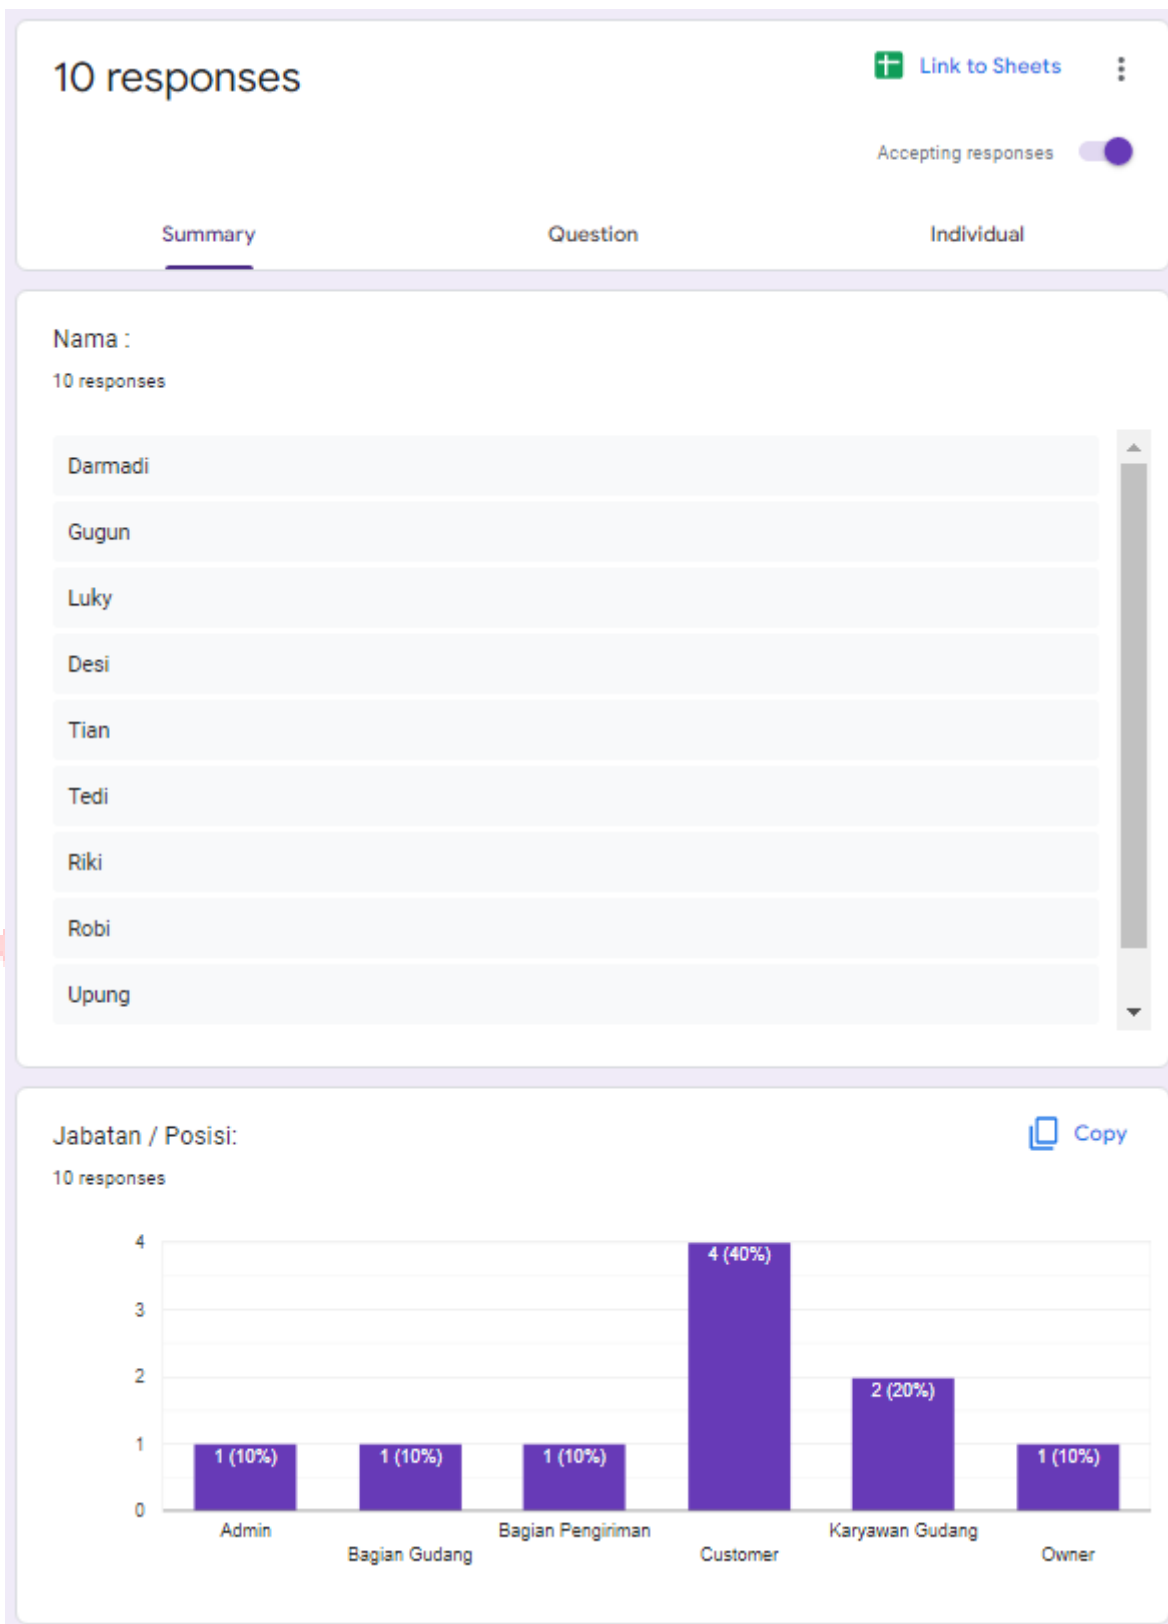 10 responses
Link to Sheets
Accepting responses
Summary Question Individual
Nama :
10 responses
Darmadi
Gugun
Luky
Desi
Tian
Tedi
Riki
Robi
Upung
Jabatan / Posisi:
Copy
10 responses
4
3
2
1
0
1 (10%) 1 (10%) 1 (10%) 4 (40%) 2 (20%) 1 (10%)
Admin Bagian Gudang Bagian Pengiriman Customer Karyawan Gudang Owner